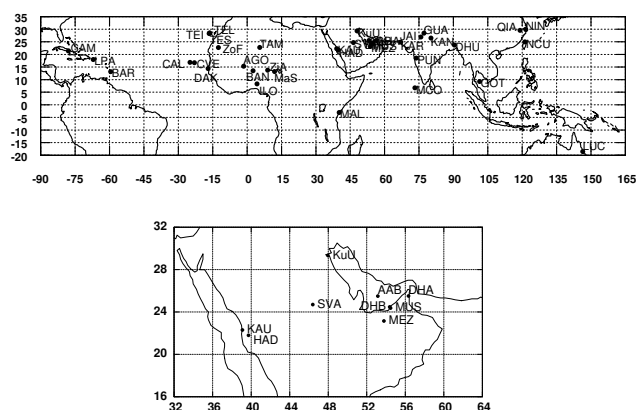 35
30
25
20
15
10
5
0
-5
-10
-15
-20
-90 -75 -60 -45 -30 -15 0 15 30 45 60 75 90 105 120 135 150 165
CAM
LPA
BAR
TEI
TEL
ZoF
TAM
CAL
CVE
DAK
AGO
BAN
ZiA
MaS
ILO
KuU
MEZ
HAD
MAL
JAI
GUA
KAR
KAN
DHU
PUN
MCO
GOT
QIA
NIN
NCU
LUC
32
28
24
20
16
32 36 40 44 48 52 56 60 64
KuU
AAB
DHA
SVA
DHB
MUS
MEZ
KAU
HAD